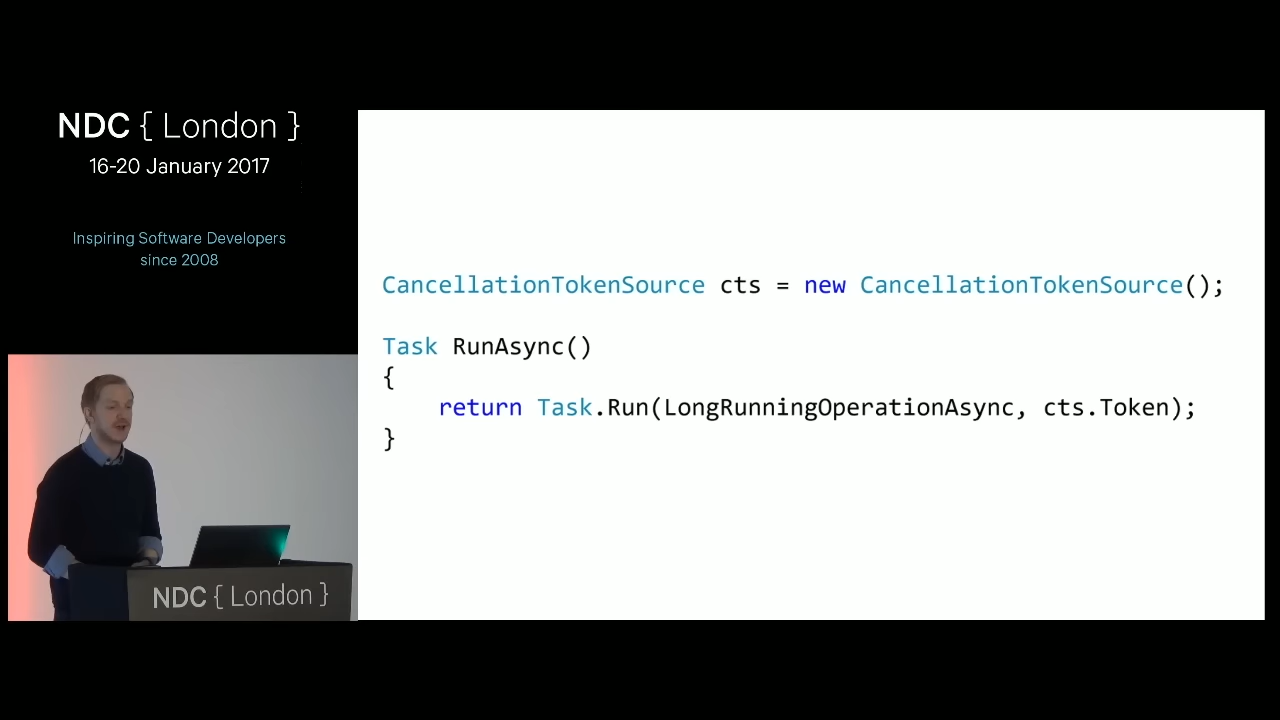 NDC { London }
16-20 January 2017
Inspiring Software Developers
since 2008
CancellationTokenSource cts = new CancellationTokenSource();
Task RunAsync()
{
    return Task.Run(LongRunningOperationAsync, cts.Token);
}
NDC { London }